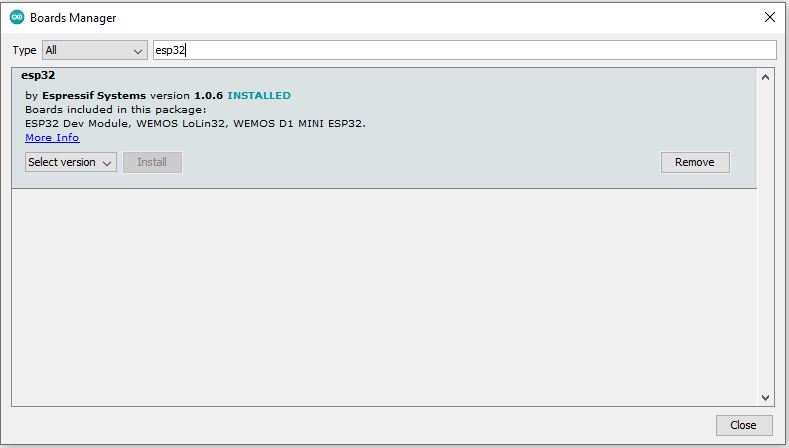 Boards Manager
Type All esp32
esp32
by Espressif Systems version 1.0.6 INSTALLED
Boards included in this package:
ESP32 Dev Module, WEMOS LoLin32, WEMOS D1 MINI ESP32.
More Info
Select version Install Remove
Close